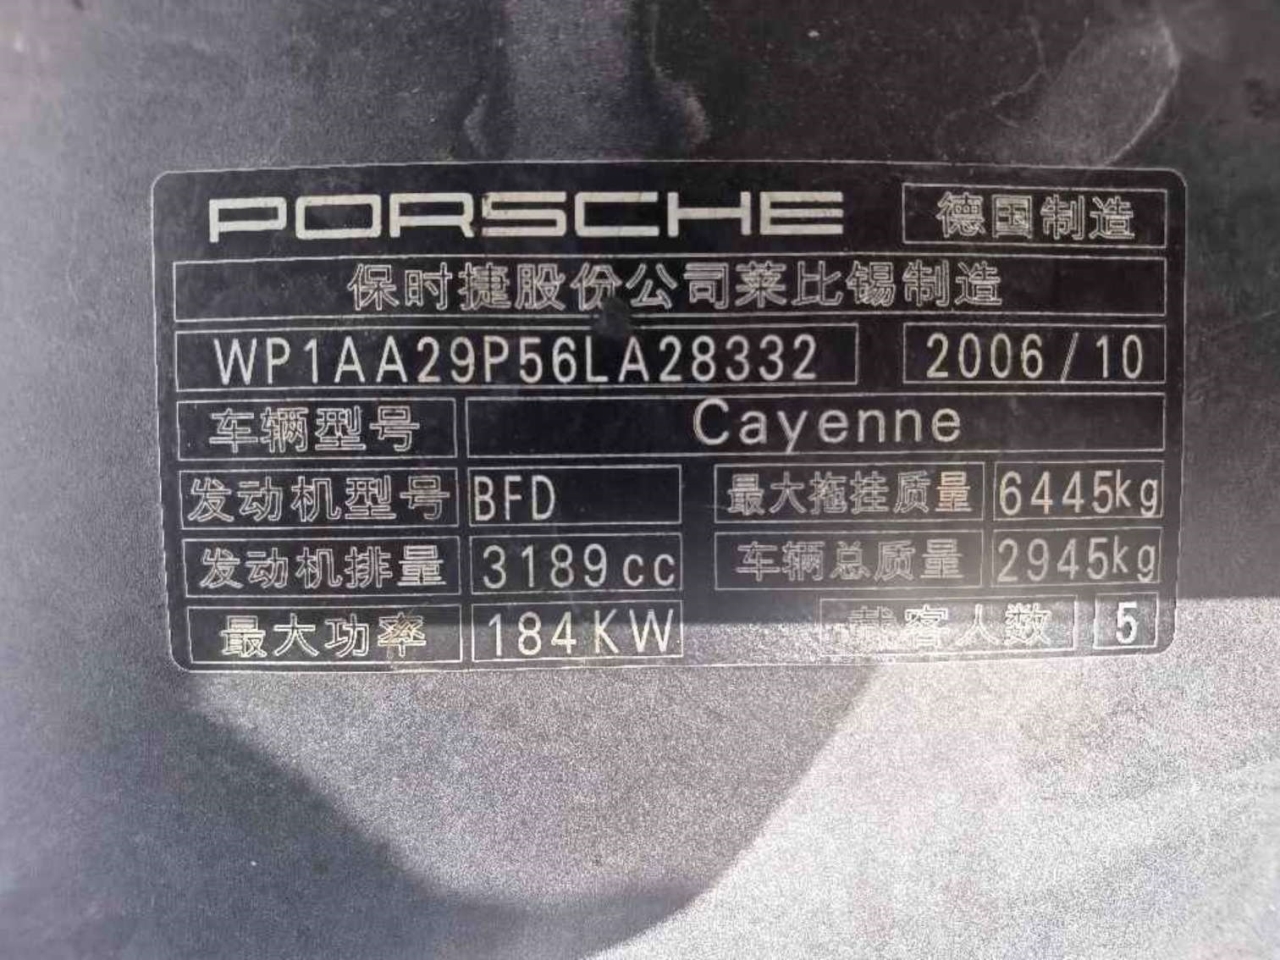 PORSCHE 德国制造
保时捷股份公司莱比锡制造
WP1AA29P56LA28332 2006/10
车辆型号 Cayenne
发动机型号 BFD 最大拖挂质量 6445kg
发动机排量 3189cc 车辆总质量 2945kg
最大功率 184KW 载客人数 5